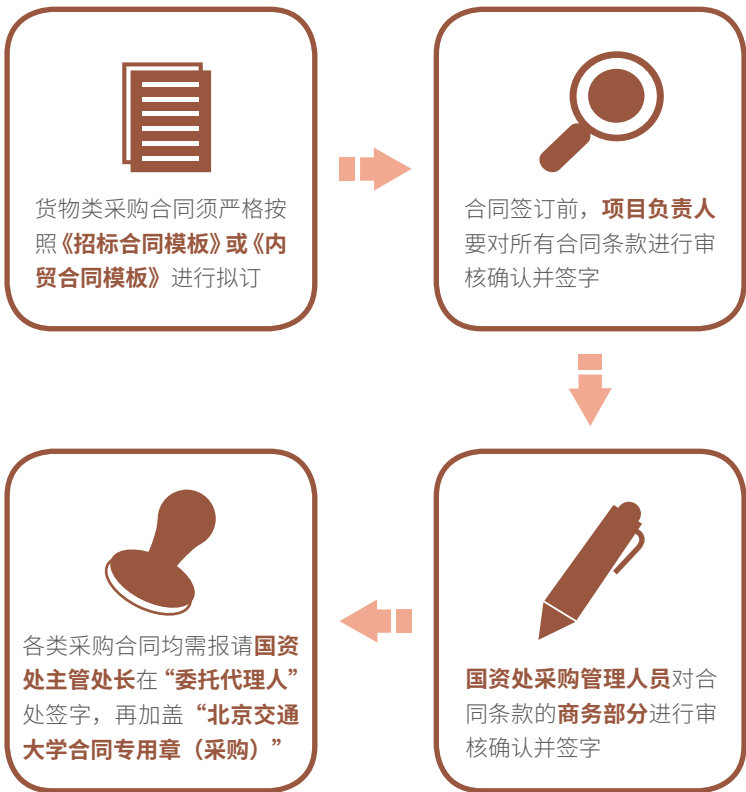 货物类采购合同须严格按
照《招标合同模板》或《内
贸合同模板》进行拟订
合同签订前，项目负责人
要对所有合同条款进行审
核确认并签字
国资处采购管理人员对合
同条款的商务部分进行审
核确认并签字
各类采购合同均需报请国资
处主管处长在“委托代理人”
处签字，再加盖“北京交通
大学合同专用章（采购）”